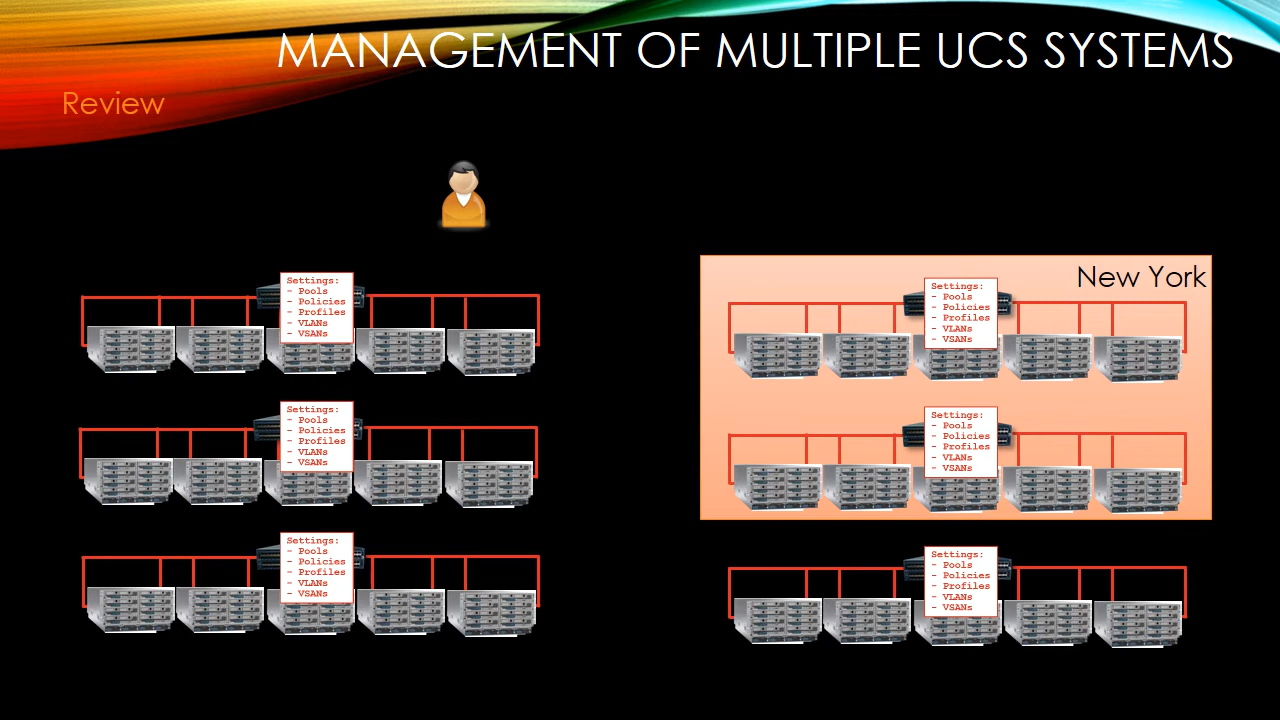 MANAGEMENT OF MULTIPLE UCS SYSTEMS
Review
Settings:
- Pools
- Policies
- Profiles
- VLANs
- VSANs
Settings:
- Pools
- Policies
- Profiles
- VLANs
- VSANs
Settings:
- Pools
- Policies
- Profiles
- VLANs
- VSANs
New York
Settings:
- Pools
- Policies
- Profiles
- VLANs
- VSANs
Settings:
- Pools
- Policies
- Profiles
- VLANs
- VSANs
Settings:
- Pools
- Policies
- Profiles
- VLANs
- VSANs